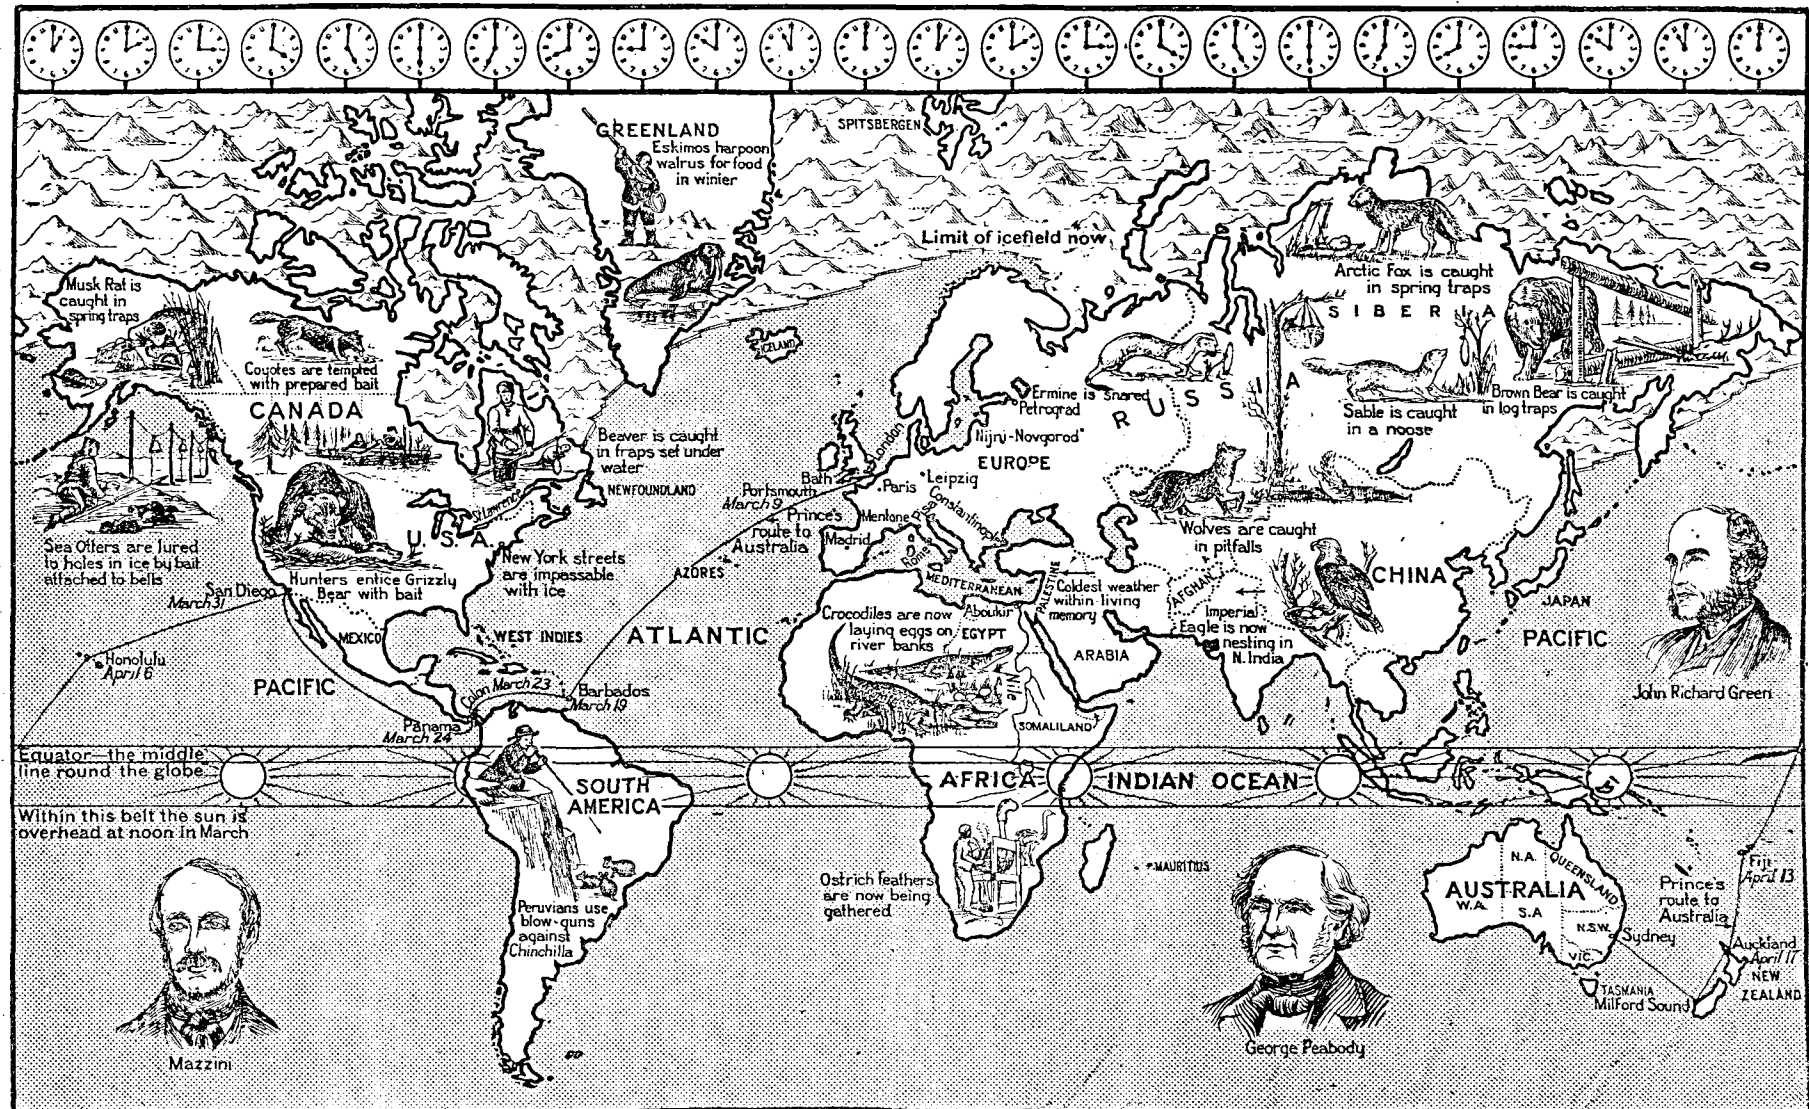 GREENLAND
Eskimos harpoon
walrus for food
in winter
SPITSBERGEN
Limit of icefield now
Arctic Fox is caught
in spring traps
SIBERIA
Musk Rat is
caught in
spring traps
Coyotes are tempted
with prepared bait
CANADA
ICELAND
Ermine is snared
Petrograd
RUSSIA
Sable is caught
in a noose
Brown Bear is caught
in log traps
Beaver is caught
in traps set under
water
NEWFOUNDLAND
St Lawrence
London
Nijni-Novgorod
EUROPE
Bath
Portsmouth
March 9
Leipzig
Paris
Prince's
route to
Australia
Mentone
Pisa
Constantinople
Madrid
Rome
Wolves are caught
in pitfalls
Sea Otters are lured
to holes in ice by bait
attached to bells
U.S.A.
New York streets
are impassable
with ice
Hunters entice Grizzly
Bear with bait
San Diego
March 31
AZORES
MEDITERRANEAN
PALESTINE
Coldest weather
within living
memory
AFGHAN
CHINA
JAPAN
PACIFIC
Imperial
Eagle is now
nesting in
N. India
Crocodiles are now
laying eggs on
river banks
Aboukir
EGYPT
ARABIA
Nile
SOMALILAND
MEXICO
WEST INDIES
ATLANTIC
Honolulu
April 6
PACIFIC
Colon March 23
Barbados
March 19
Panama
March 24
John Richard Green
Equator—the middle
line round the globe
SOUTH
AMERICA
AFRICA
INDIAN OCEAN
Within this belt the sun is
overhead at noon in March
MAURITIUS
Ostrich feathers
are now being
gathered
Peruvians use
blow-guns
against
Chinchilla
N.A.
QUEENSLAND
AUSTRALIA
W.A.
S.A
N.S.W.
VIC.
Sydney
TASMANIA
Milford Sound
Fiji
April 13
Prince's
route to
Australia
Auckland
April 17
NEW
ZEALAND
Mazzini
George Peabody